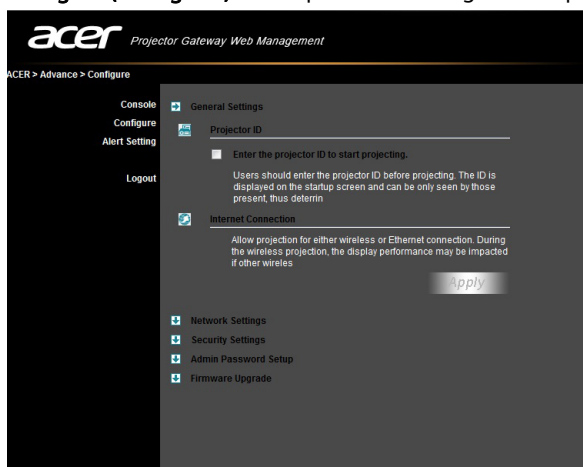 acer Projector Gateway Web Management
ACER > Advance > Configure
Console
Configure
Alert Setting
Logout
General Settings
Projector ID
Enter the projector ID to start projecting.
Users should enter the projector ID before projecting. The ID is
displayed on the startup screen and can be only seen by those
present, thus deterrin
Internet Connection
Allow projection for either wireless or Ethernet connection. During
the wireless projection, the display performance may be impacted
if other wireles
Apply
Network Settings
Security Settings
Admin Password Setup
Firmware Upgrade